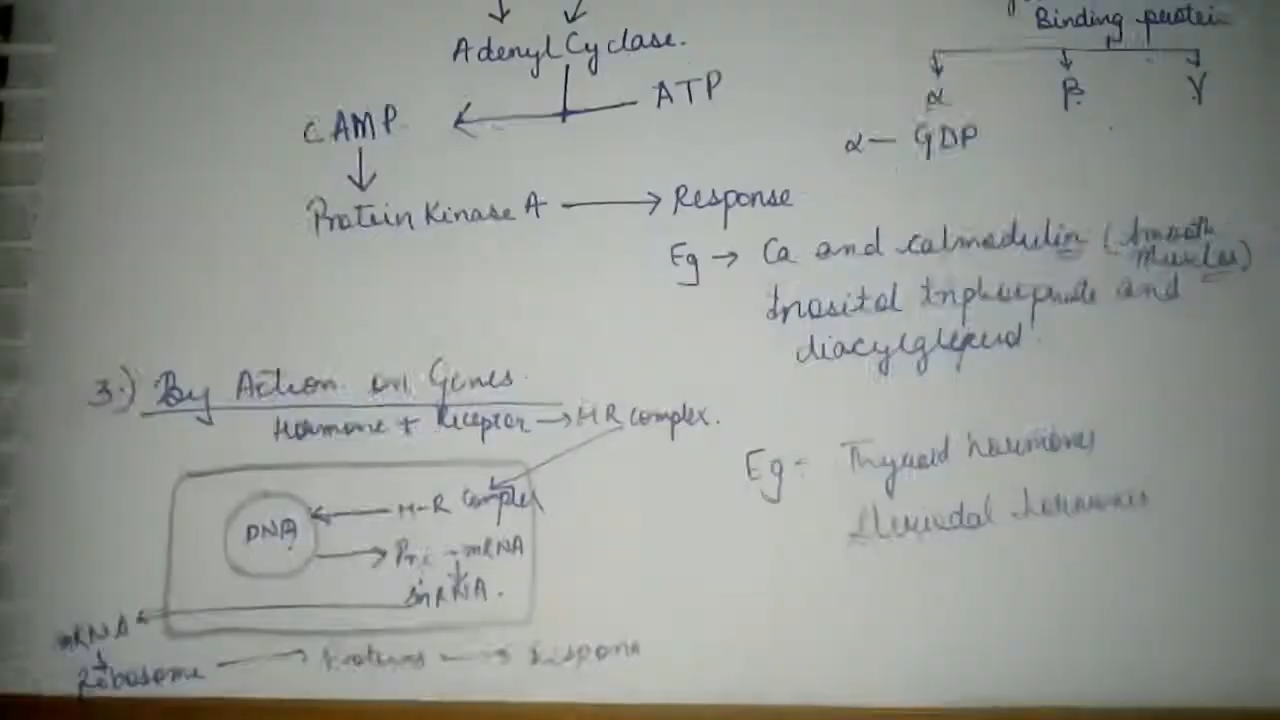 Adenyl Cyclase.
Binding protein
ATP
α β γ
CAMP
α — GDP
Protein Kinase A → Response
Eg → Ca and calmodulin (Smooth
Muscles)
Inositol triphosphate and
diacylglycerol
3.) By Action on Genes.
Hormone + Receptor → HR complex.
Eg - Thyroid hormones
Steroidal hormones
H-R Complex
DNA
Pri - mRNA
mRNA.
mRNA
Ribosome → Proteins → Respons